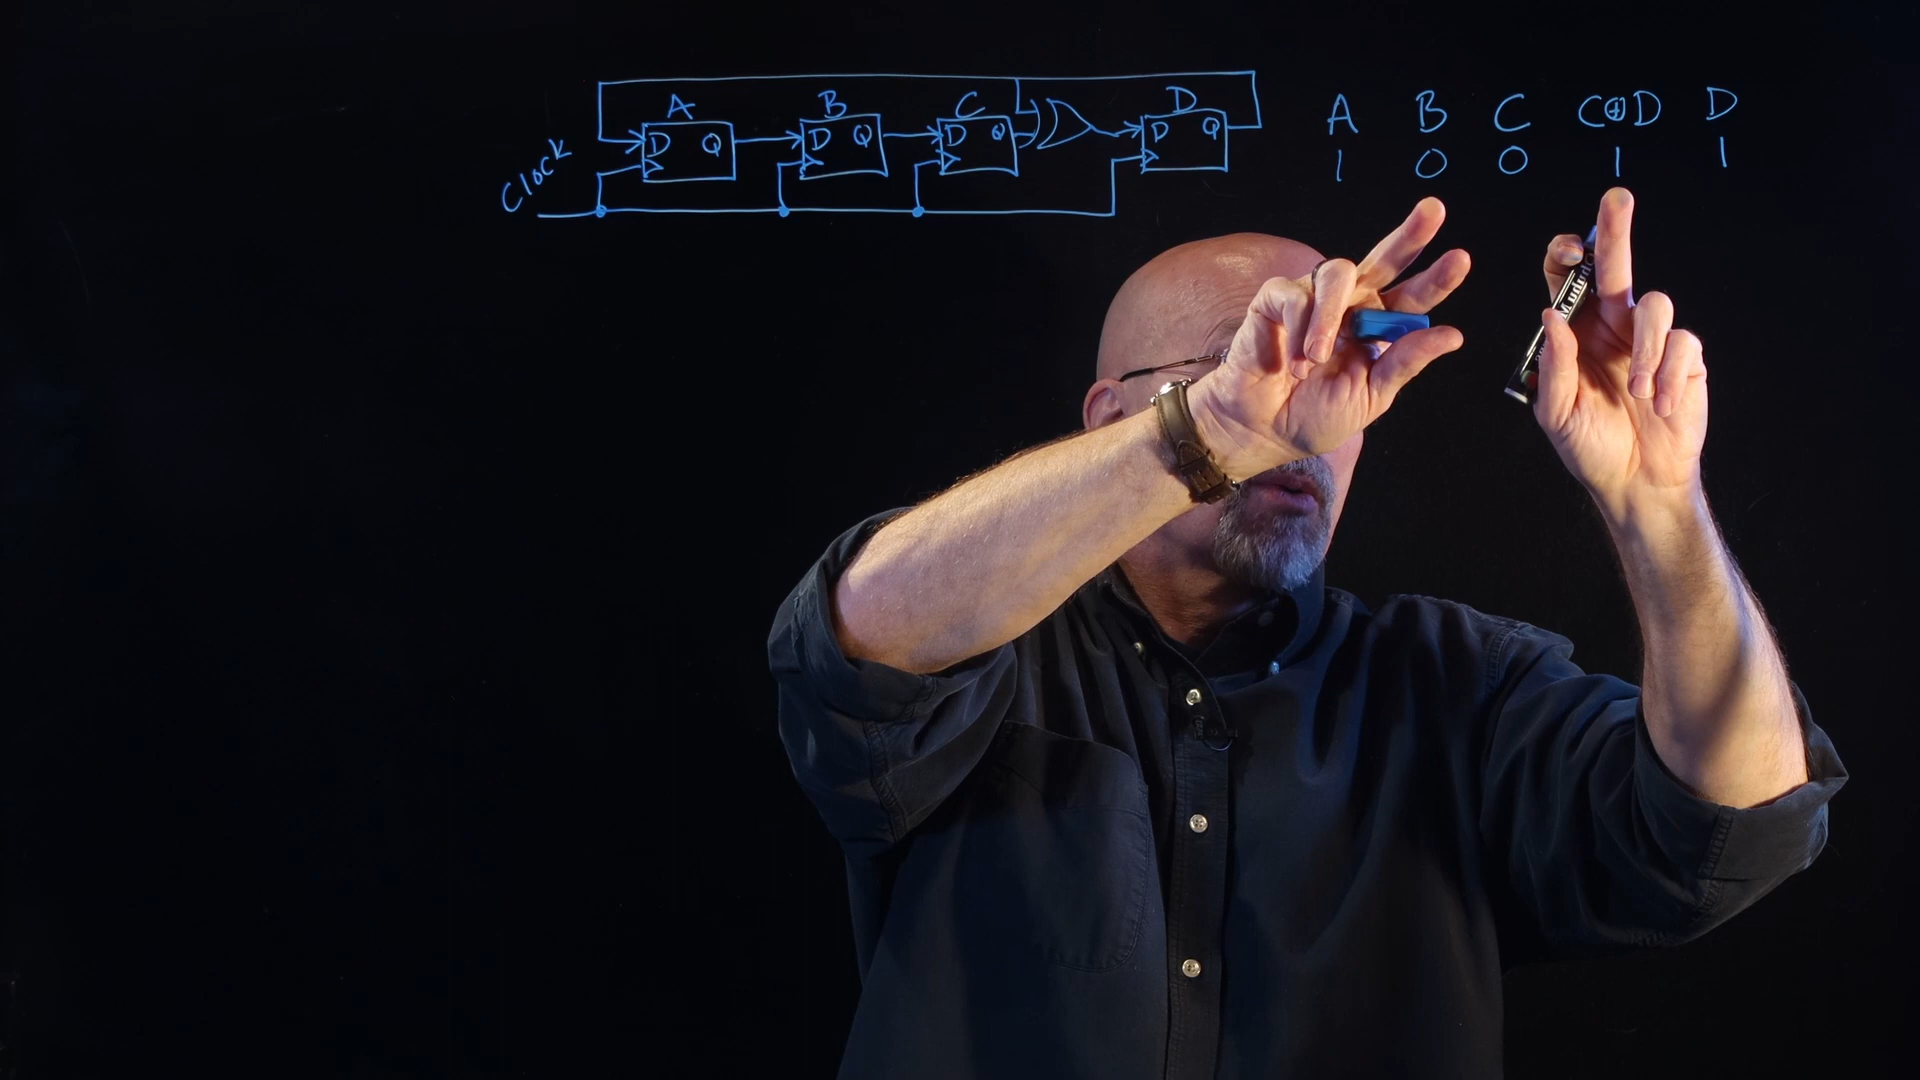 A B C D
D Q D Q D Q D Q
Clock
A B C C⊕D D
1 0 0 1 1